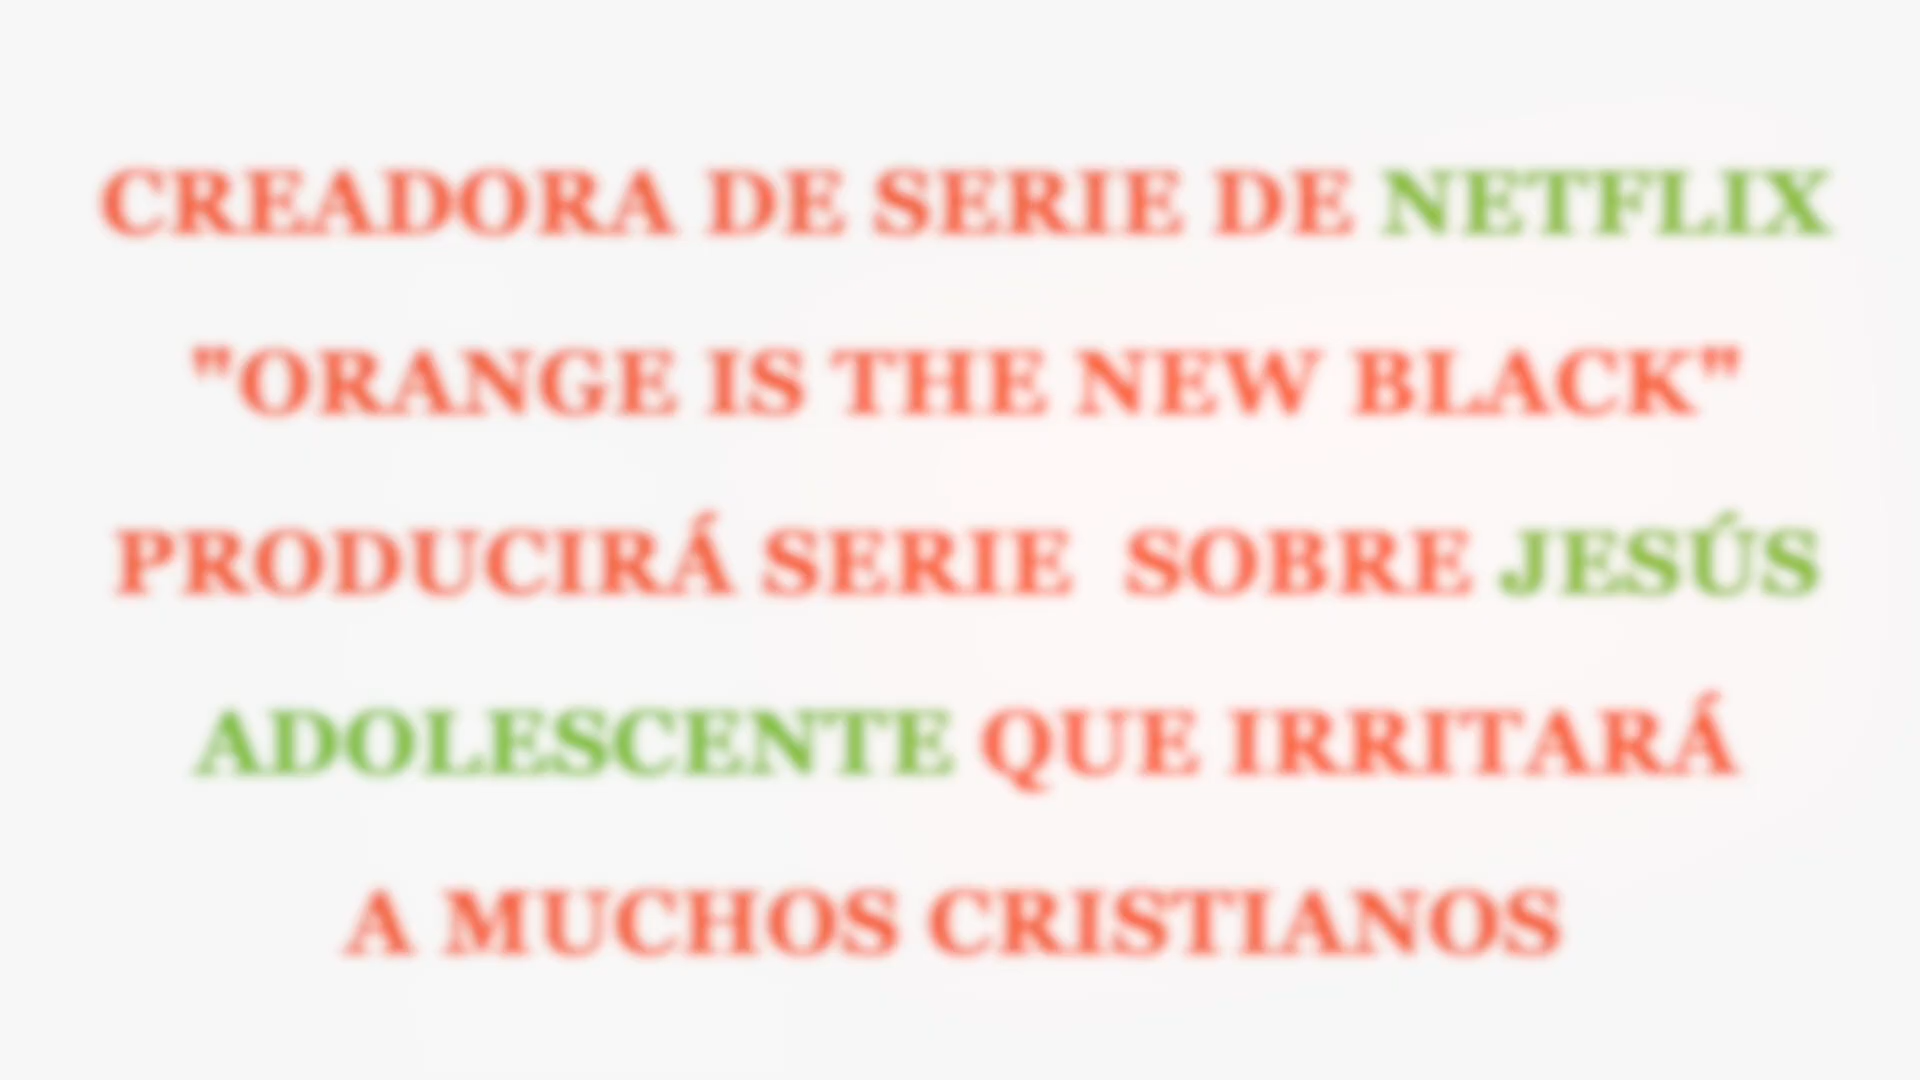 CREADORA DE SERIE DE NETFLIX
"ORANGE IS THE NEW BLACK"
PRODUCIRÁ SERIE  SOBRE JESÚS
ADOLESCENTE QUE IRRITARÁ
A MUCHOS CRISTIANOS